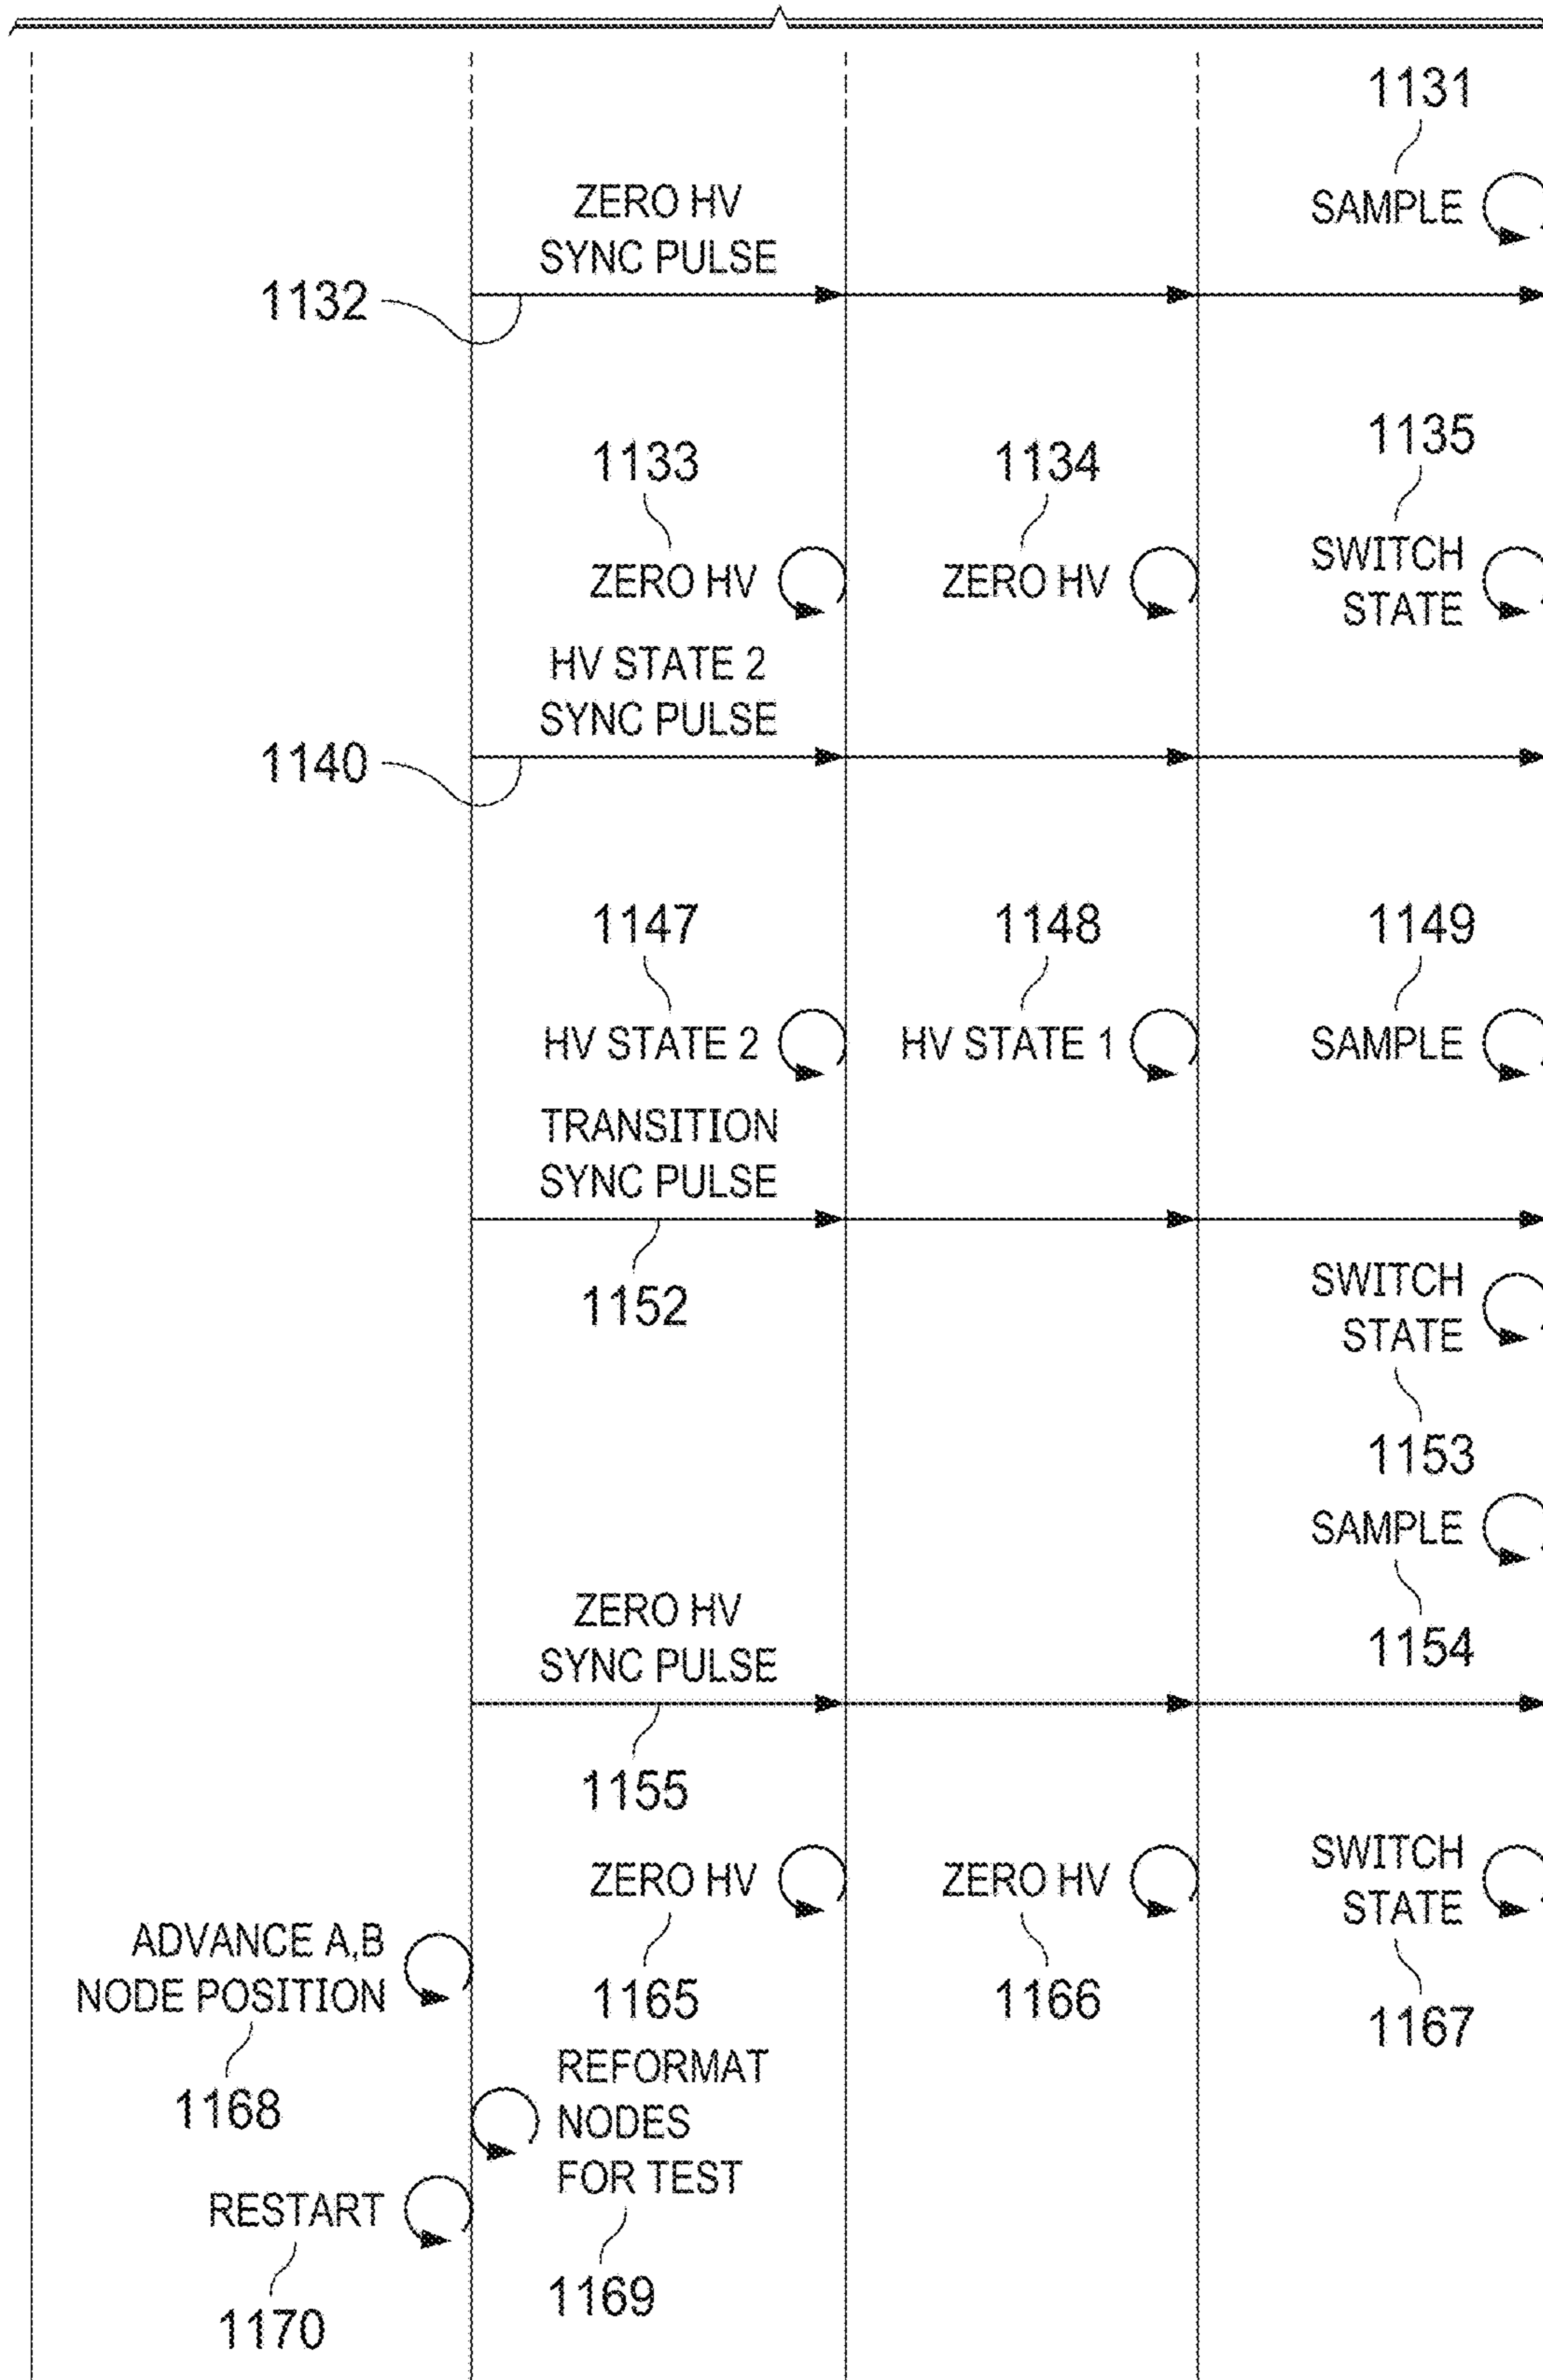 1131
ZERO HV
SYNC PULSE
SAMPLE
1132
1133
1134
1135
ZERO HV
ZERO HV
SWITCH
STATE
HV STATE 2
SYNC PULSE
1140
1147
1148
1149
HV STATE 2
HV STATE 1
SAMPLE
TRANSITION
SYNC PULSE
1152
SWITCH
STATE
1153
SAMPLE
1154
ZERO HV
SYNC PULSE
1155
ZERO HV
ZERO HV
SWITCH
STATE
1165
1166
1167
ADVANCE A,B
NODE POSITION
1168
REFORMAT
NODES
FOR TEST
1169
RESTART
1170